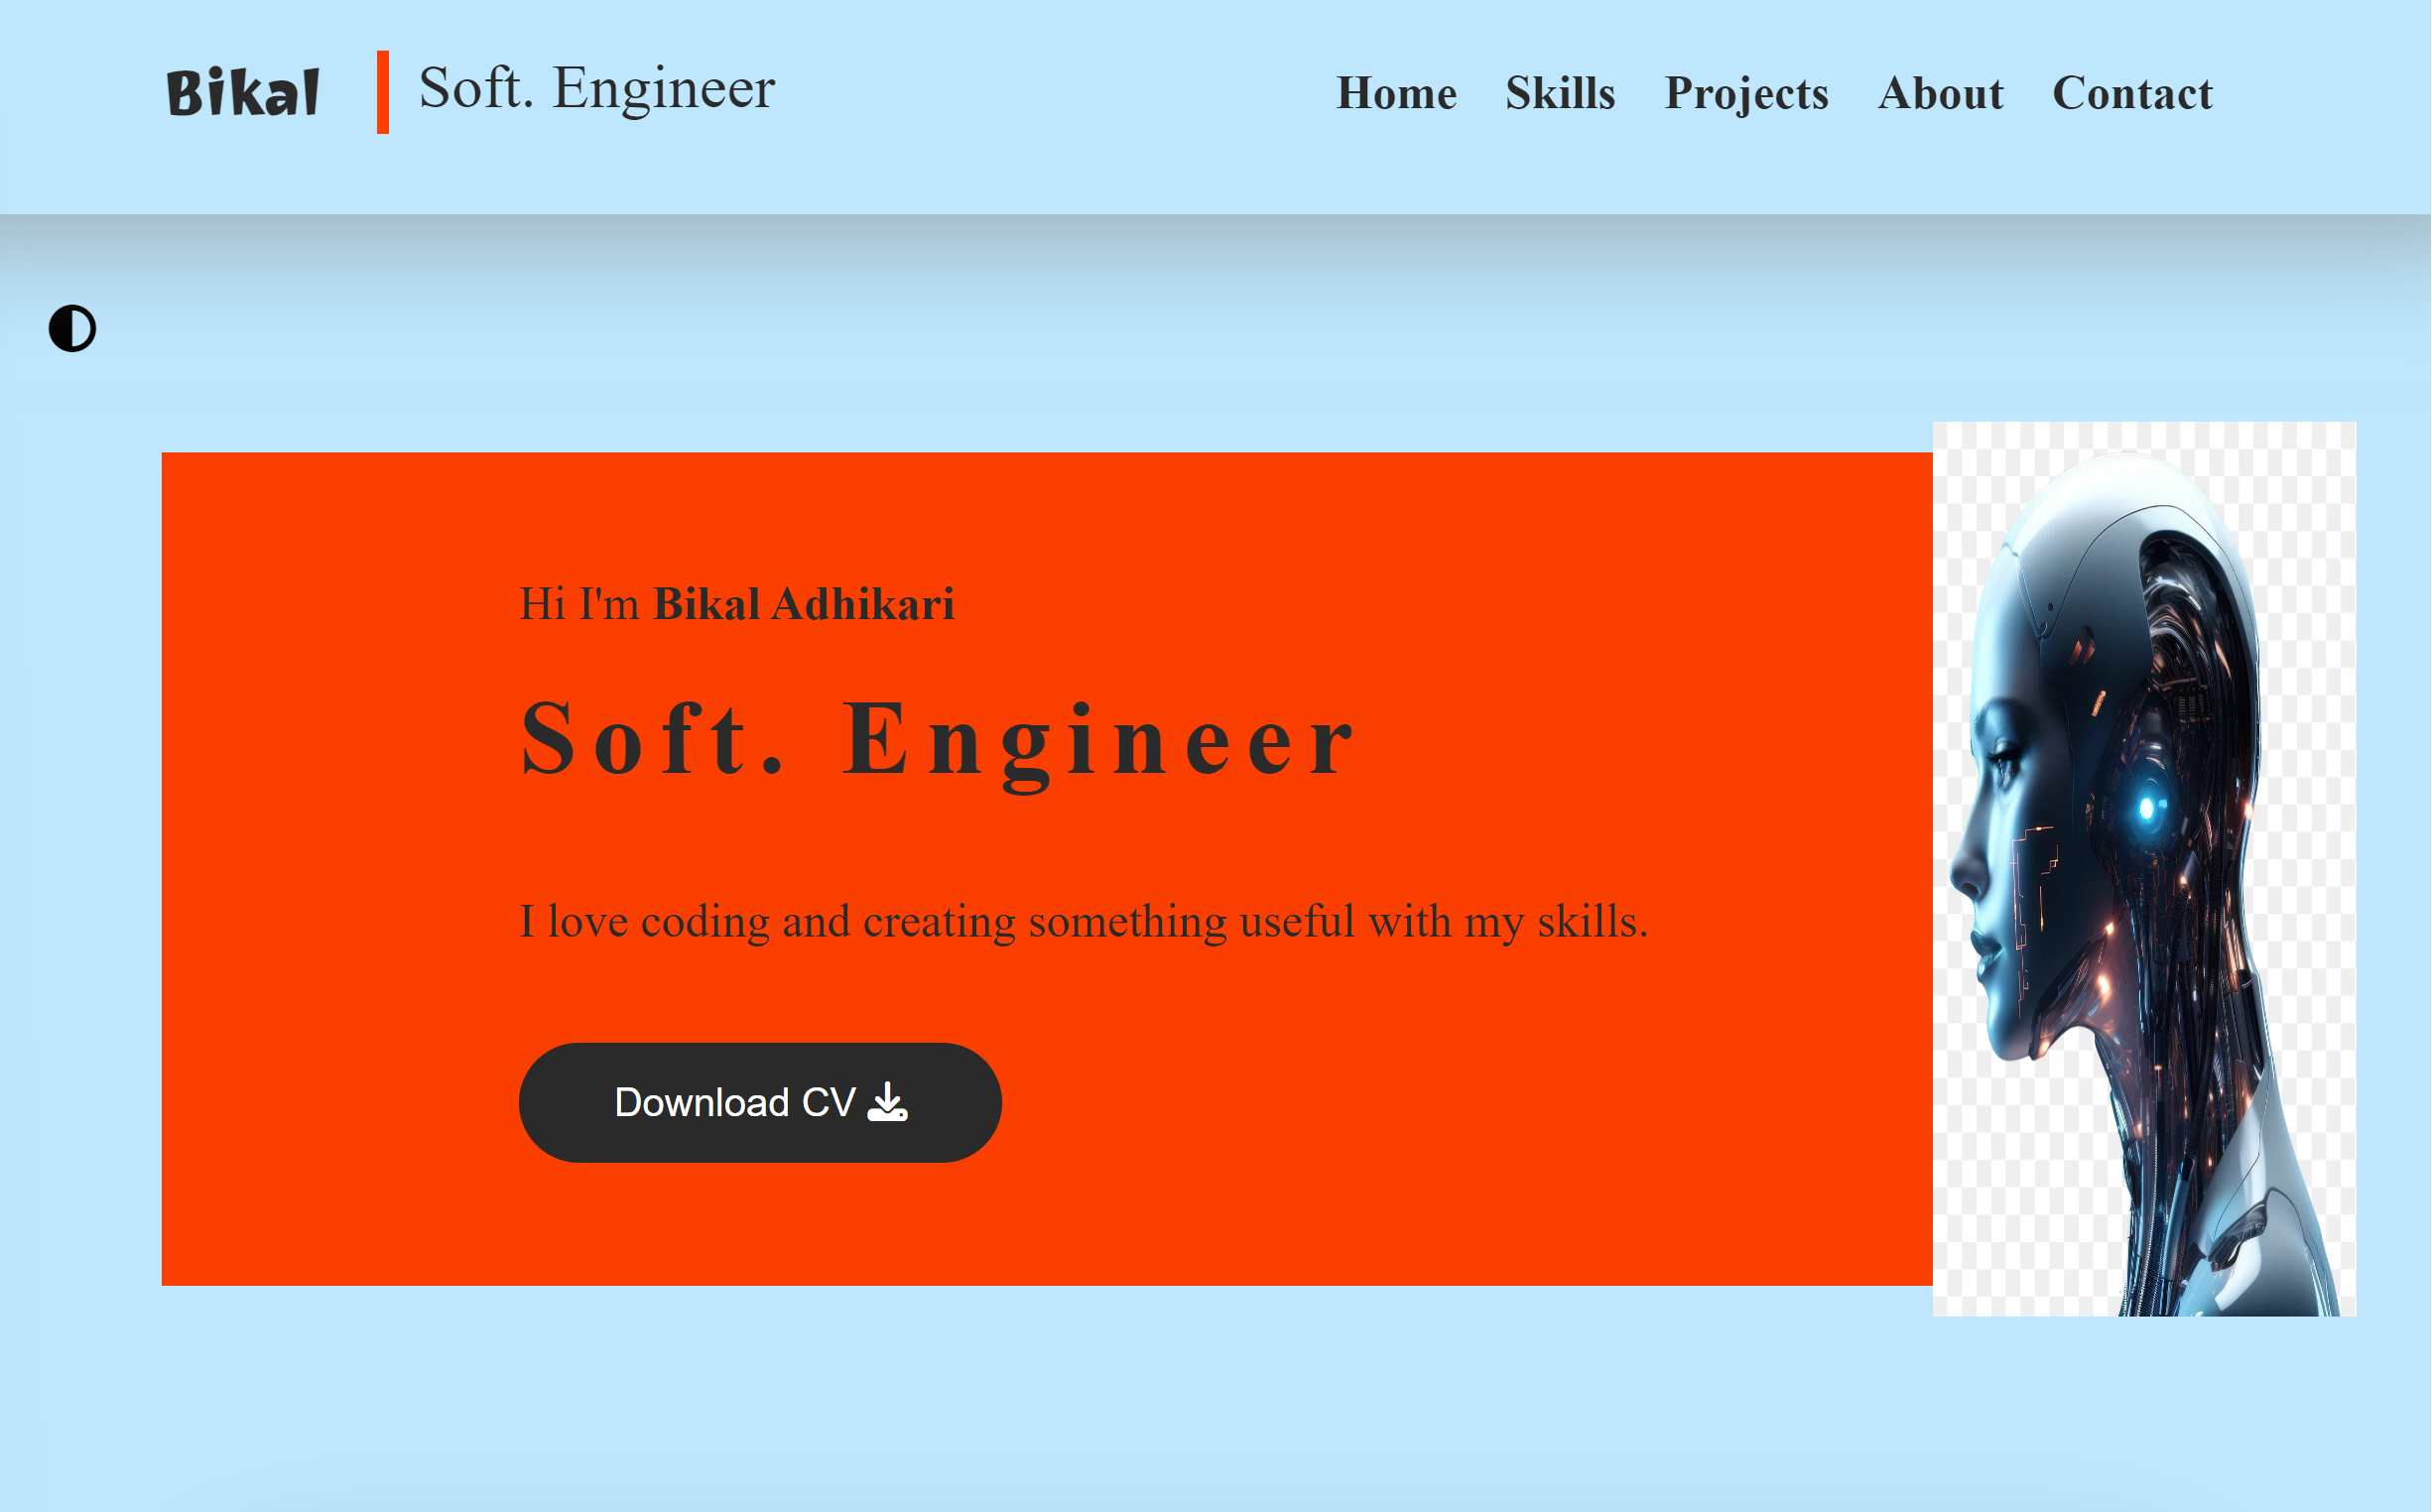 Bikal
Soft. Engineer
Home Skills Projects About Contact
Hi I'm Bikal Adhikari
Soft. Engineer
I love coding and creating something useful with my skills.
Download CV